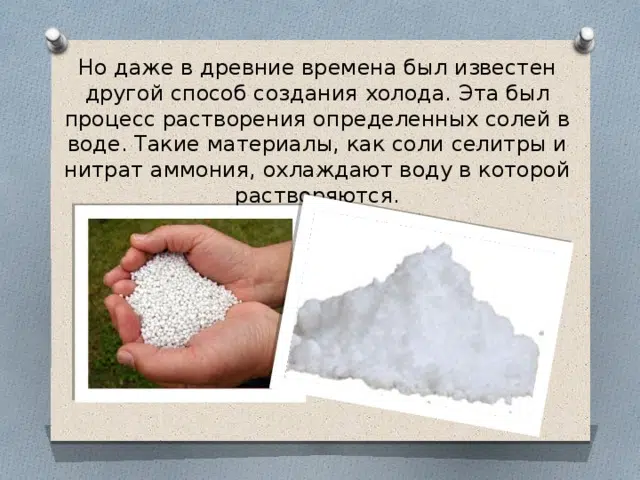 Но даже в древние времена был известен
другой способ создания холода. Эта был
процесс растворения определенных солей в
воде. Такие материалы, как соли селитры и
нитрат аммония, охлаждают воду в которой
растворяются.